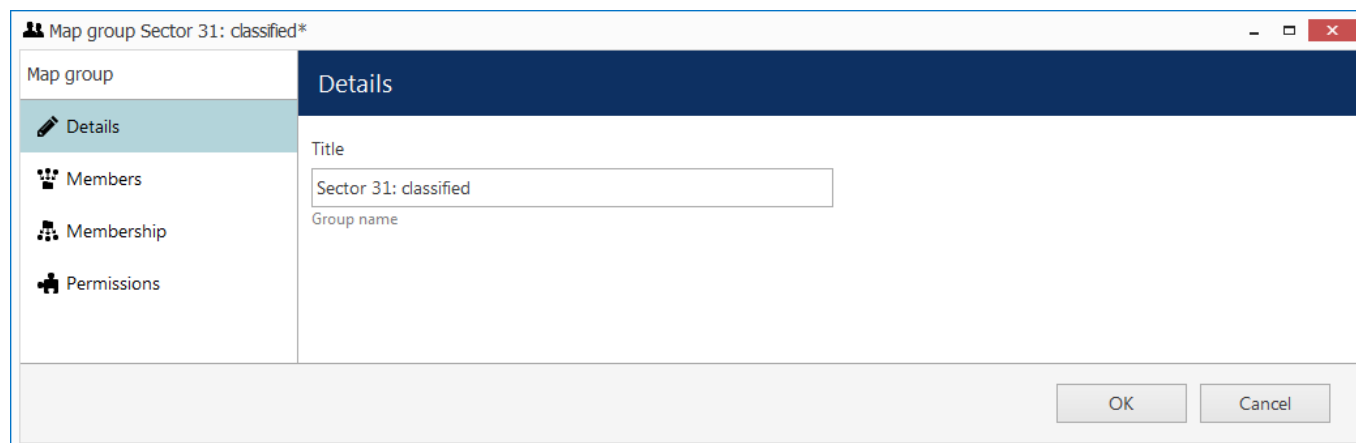 Map group Sector 31: classified*
Map group
Details
Members
Membership
Permissions
Details
Title
Sector 31: classified
Group name
OK
Cancel